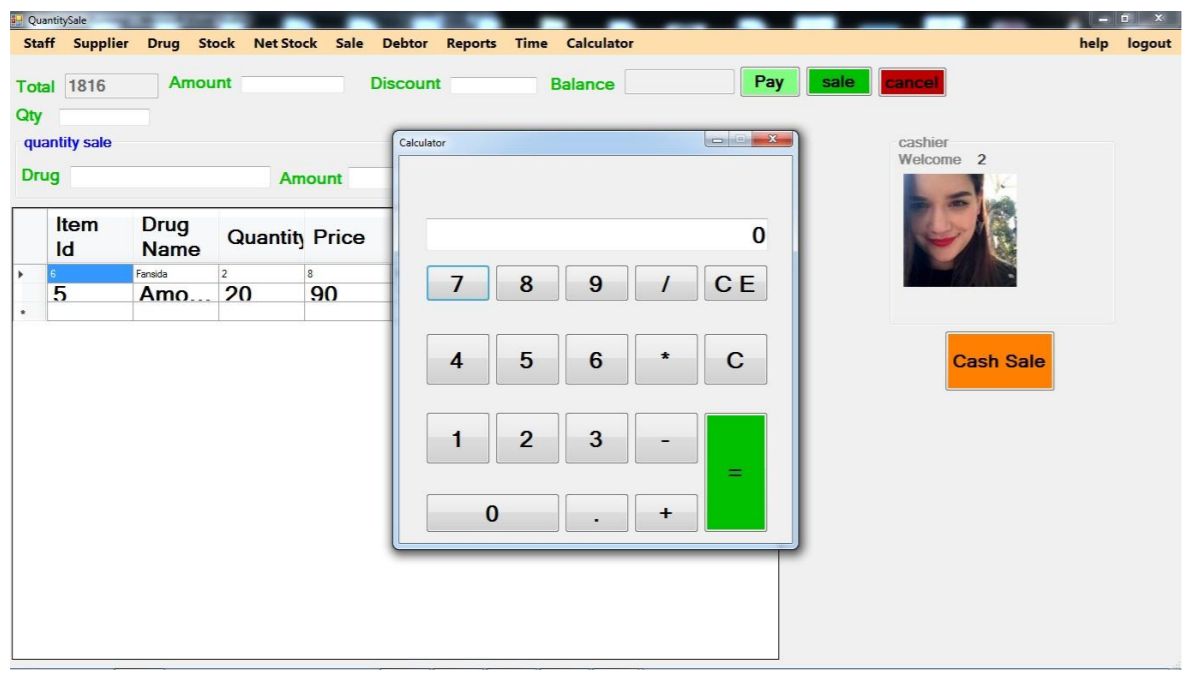 QuantitySale
Staff Supplier Drug Stock Net Stock Sale Debtor Reports Time Calculator help logout
Total 1816 Amount Discount Balance Pay sale cancel
Qty
quantity sale
Drug Amount
cashier
Welcome 2
Item Id Drug Name Quantity Price
6 Fansida 2 8
5 Amo... 20 90
*
Cash Sale
Calculator
0
7 8 9 / C E
4 5 6 * C
1 2 3 - =
0 . +